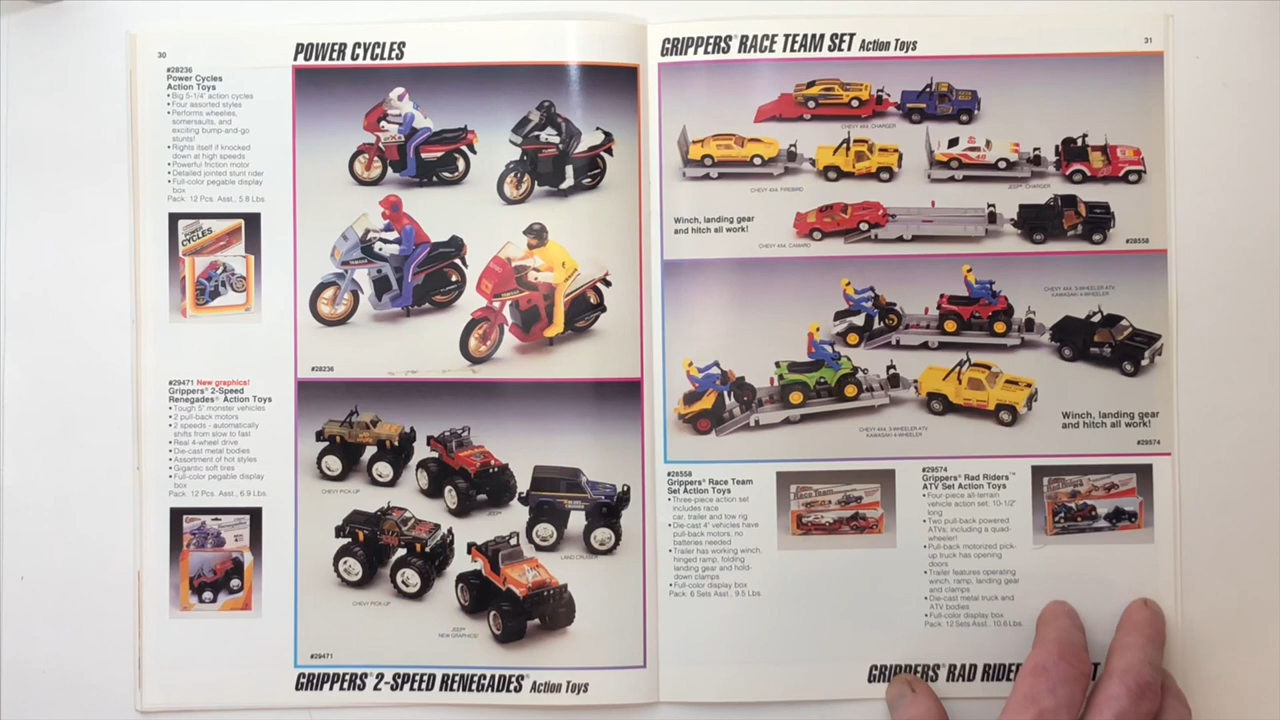 30
POWER CYCLES
#28236
Power Cycles
Action Toys
• Big 5-1/4" action cycles
• Four assorted styles
• Performs wheelies,
somersaults, and
exciting bump-and-go
stunts!
• Rights itself if knocked
down at high speeds
• Powerful friction motor
• Detailed jointed stunt rider
• Full-color pegable display
box
Pack: 12 Pcs. Asst., 5.8 Lbs.
POWER
CYCLES
#28236
#29471 New graphics!
Grippers® 2-Speed
Renegades® Action Toys
• Tough 5" monster vehicles
• 2 pull-back motors
• 2 speeds - automatically
shifts from slow to fast
• Real 4-wheel drive
• Die-cast metal bodies
• Assortment of hot styles
• Gigantic soft tires
• Full-color pegable display
box
Pack: 12 Pcs. Asst., 6.9 Lbs.
CHEVY PICK-UP
JEEP®
LAND CRUISER
CHEVY PICK-UP
JEEP®
NEW GRAPHICS!
#29471
GRIPPERS® 2-SPEED RENEGADES® Action Toys
GRIPPERS® RACE TEAM SET Action Toys
31
CHEVY 4X4, CHARGER
CHEVY 4X4, FIREBIRD
JEEP®, CHARGER
Winch, landing gear
and hitch all work!
CHEVY 4X4, CAMARO
#28558
CHEVY 4X4, 3-WHEELER ATV,
KAWASAKI 4-WHEELER
CHEVY 4X4, 3-WHEELER ATV,
KAWASAKI 4-WHEELER
Winch, landing gear
and hitch all work!
#29574
#28558
Grippers® Race Team
Set Action Toys
• Three-piece action set
includes race
car, trailer and tow rig
• Die-cast 4" vehicles have
pull-back motors, no
batteries needed
• Trailer has working winch,
hinged ramp, folding
landing gear and hold-
down clamps
• Full-color display box
Pack: 6 Sets Asst., 9.5 Lbs.
Race Team
#29574
Grippers® Rad Riders™
ATV Set Action Toys
• Four-piece all-terrain
vehicle action set; 10-1/2"
long
• Two pull-back powered
ATVs; including a quad-
wheeler!
• Pull-back motorized pick-
up truck has opening
doors
• Trailer features operating
winch, ramp, landing gear
and clamps
• Die-cast metal truck and
ATV bodies
• Full-color display box
Pack: 12 Sets Asst., 10.6 Lbs.
GRIPPERS® RAD RIDE